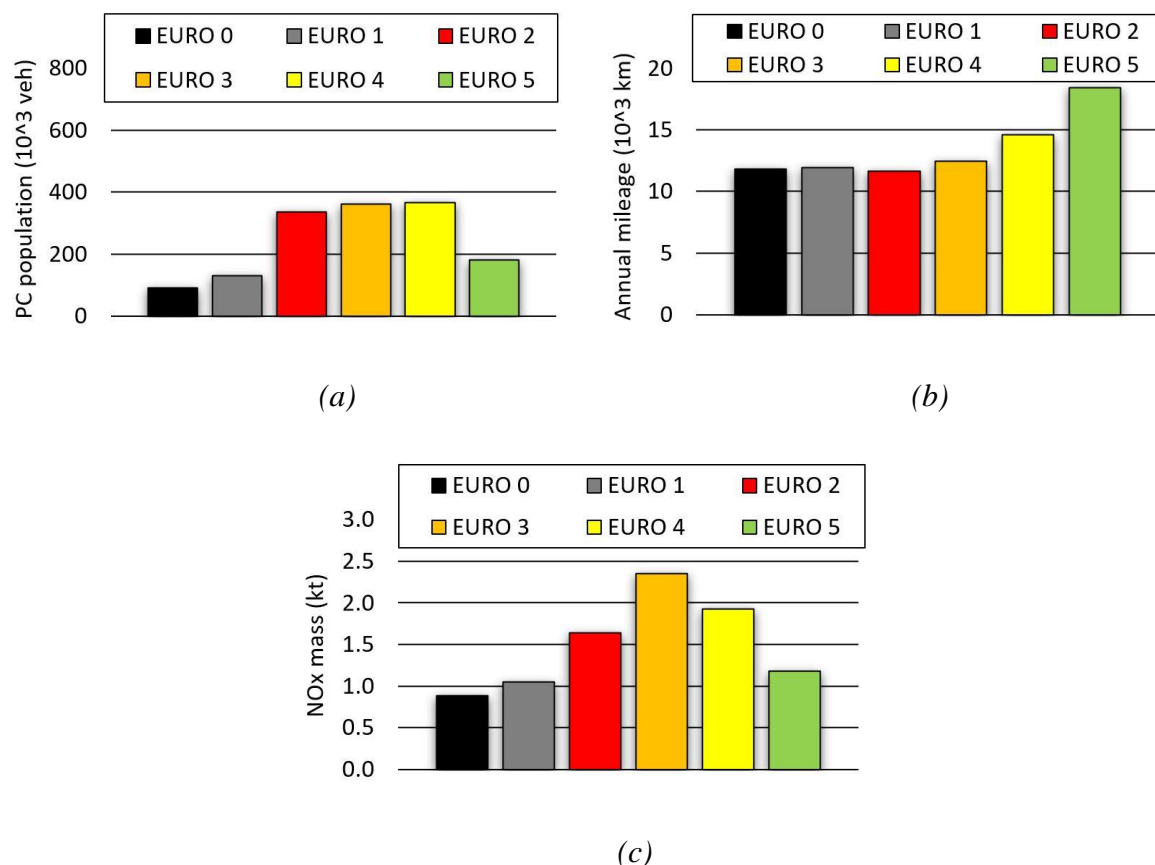 EURO 0 EURO 1 EURO 2
EURO 3 EURO 4 EURO 5
PC population (10^3 veh)
800
600
400
200
0
(a)
EURO 0 EURO 1 EURO 2
EURO 3 EURO 4 EURO 5
Annual mileage (10^3 km)
20
15
10
5
0
(b)
EURO 0 EURO 1 EURO 2
EURO 3 EURO 4 EURO 5
NOx mass (kt)
3.0
2.5
2.0
1.5
1.0
0.5
0.0
(c)